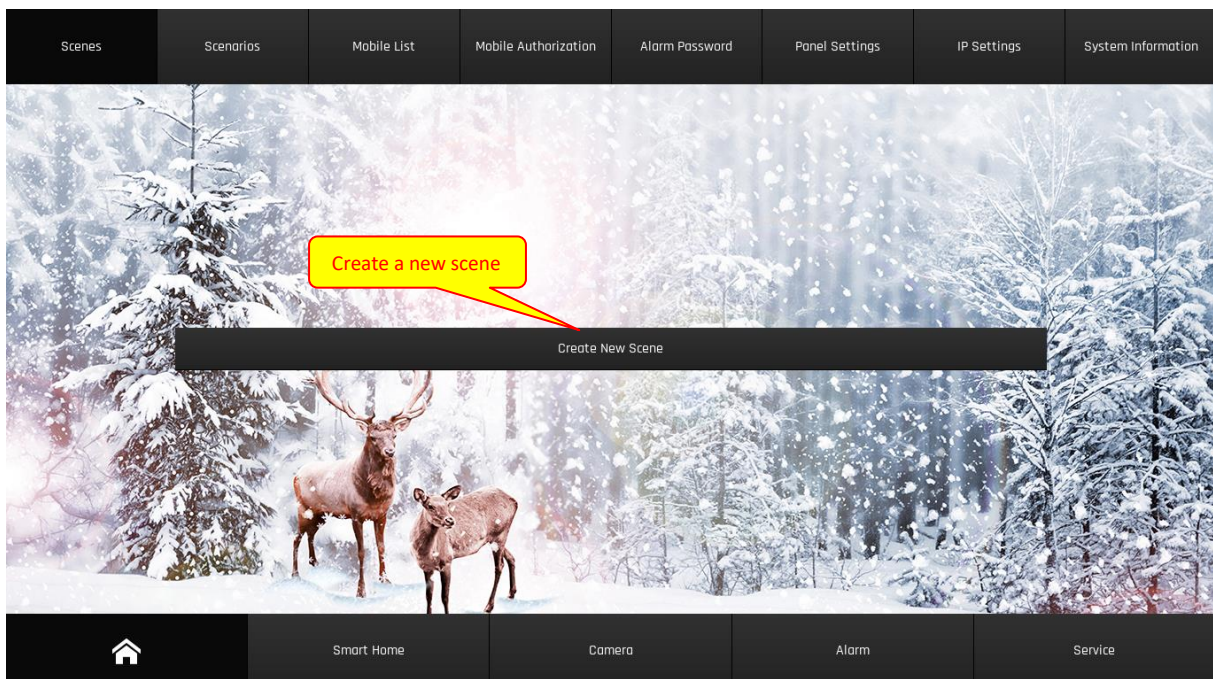 Scenes
Scenarios
Mobile List
Mobile Authorization
Alarm Password
Panel Settings
IP Settings
System Information
Create a new scene
Create New Scene
Smart Home
Camera
Alarm
Service